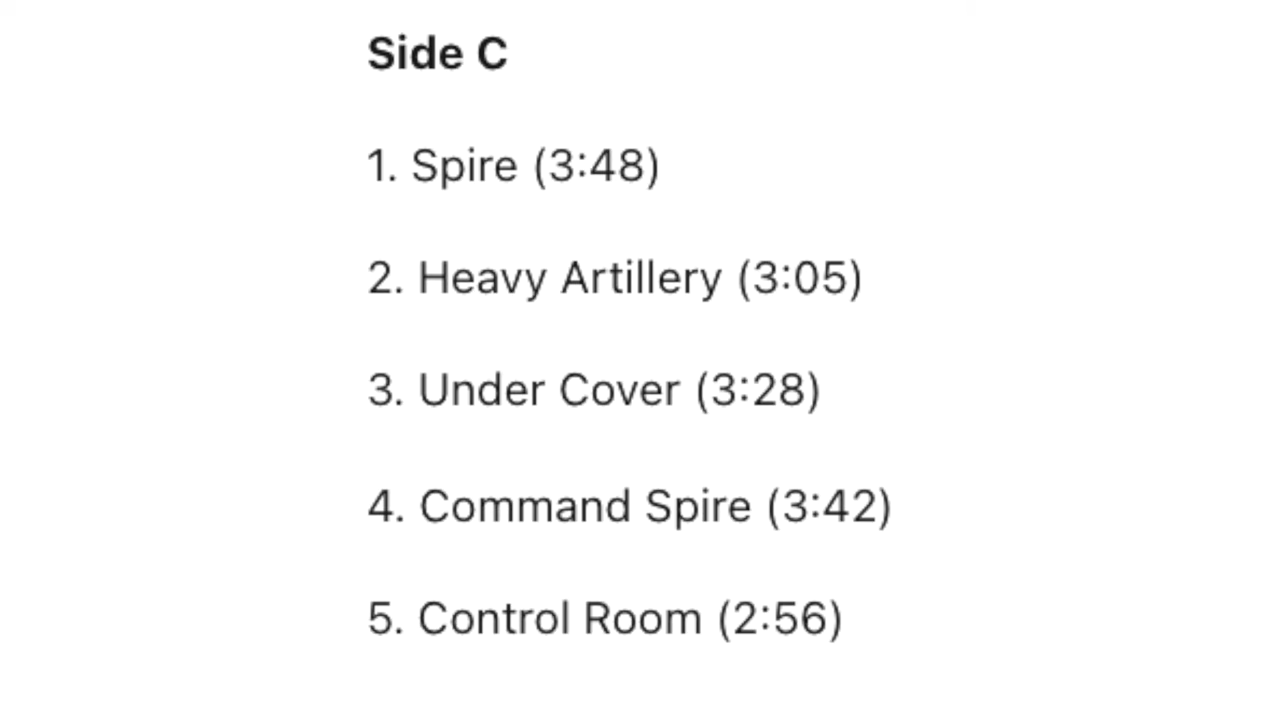 Side C
1. Spire (3:48)
2. Heavy Artillery (3:05)
3. Under Cover (3:28)
4. Command Spire (3:42)
5. Control Room (2:56)